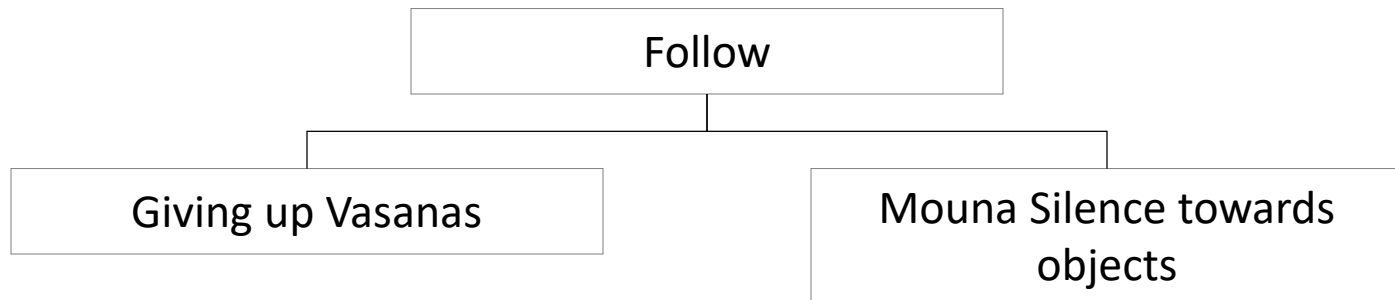 Follow
Giving up Vasanas
Mouna Silence towards
objects